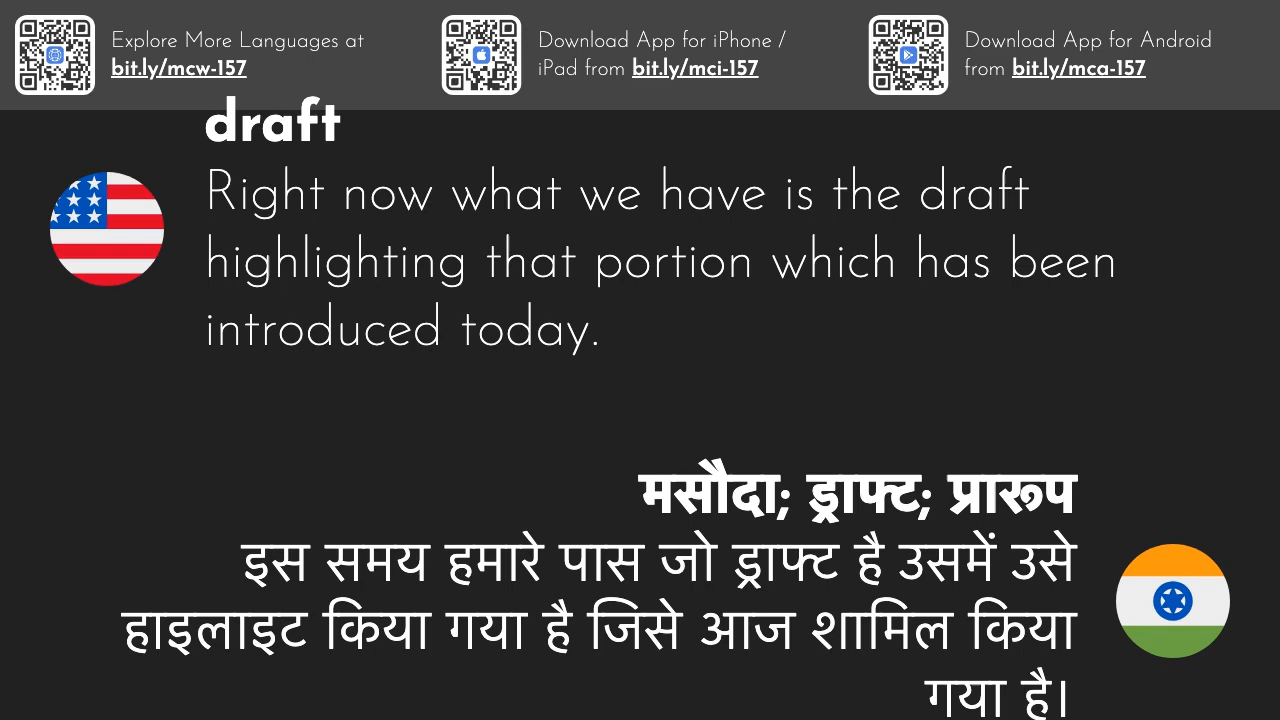 Explore More Languages at
bit.ly/mcw-157
Download App for iPhone /
iPad from bit.ly/mci-157
Download App for Android
from bit.ly/mca-157
draft
Right now what we have is the draft
highlighting that portion which has been
introduced today.
मसौदा; ड्राफ्ट; प्रारूप
इस समय हमारे पास जो ड्राफ्ट है उसमें उसे
हाइलाइट किया गया है जिसे आज शामिल किया
गया है।